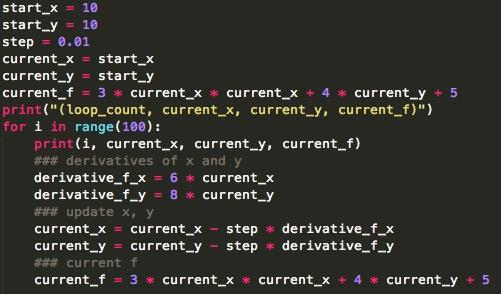 start_x = 10
start_y = 10
step = 0.01
current_x = start_x
current_y = start_y
current_f = 3 * current_x * current_x + 4 * current_y + 5
print("(loop_count, current_x, current_y, current_f)")
for i in range(100):
    print(i, current_x, current_y, current_f)
    ### derivatives of x and y
    derivative_f_x = 6 * current_x
    derivative_f_y = 8 * current_y
    ### update x, y
    current_x = current_x - step * derivative_f_x
    current_y = current_y - step * derivative_f_y
    ### current f
    current_f = 3 * current_x * current_x + 4 * current_y + 5